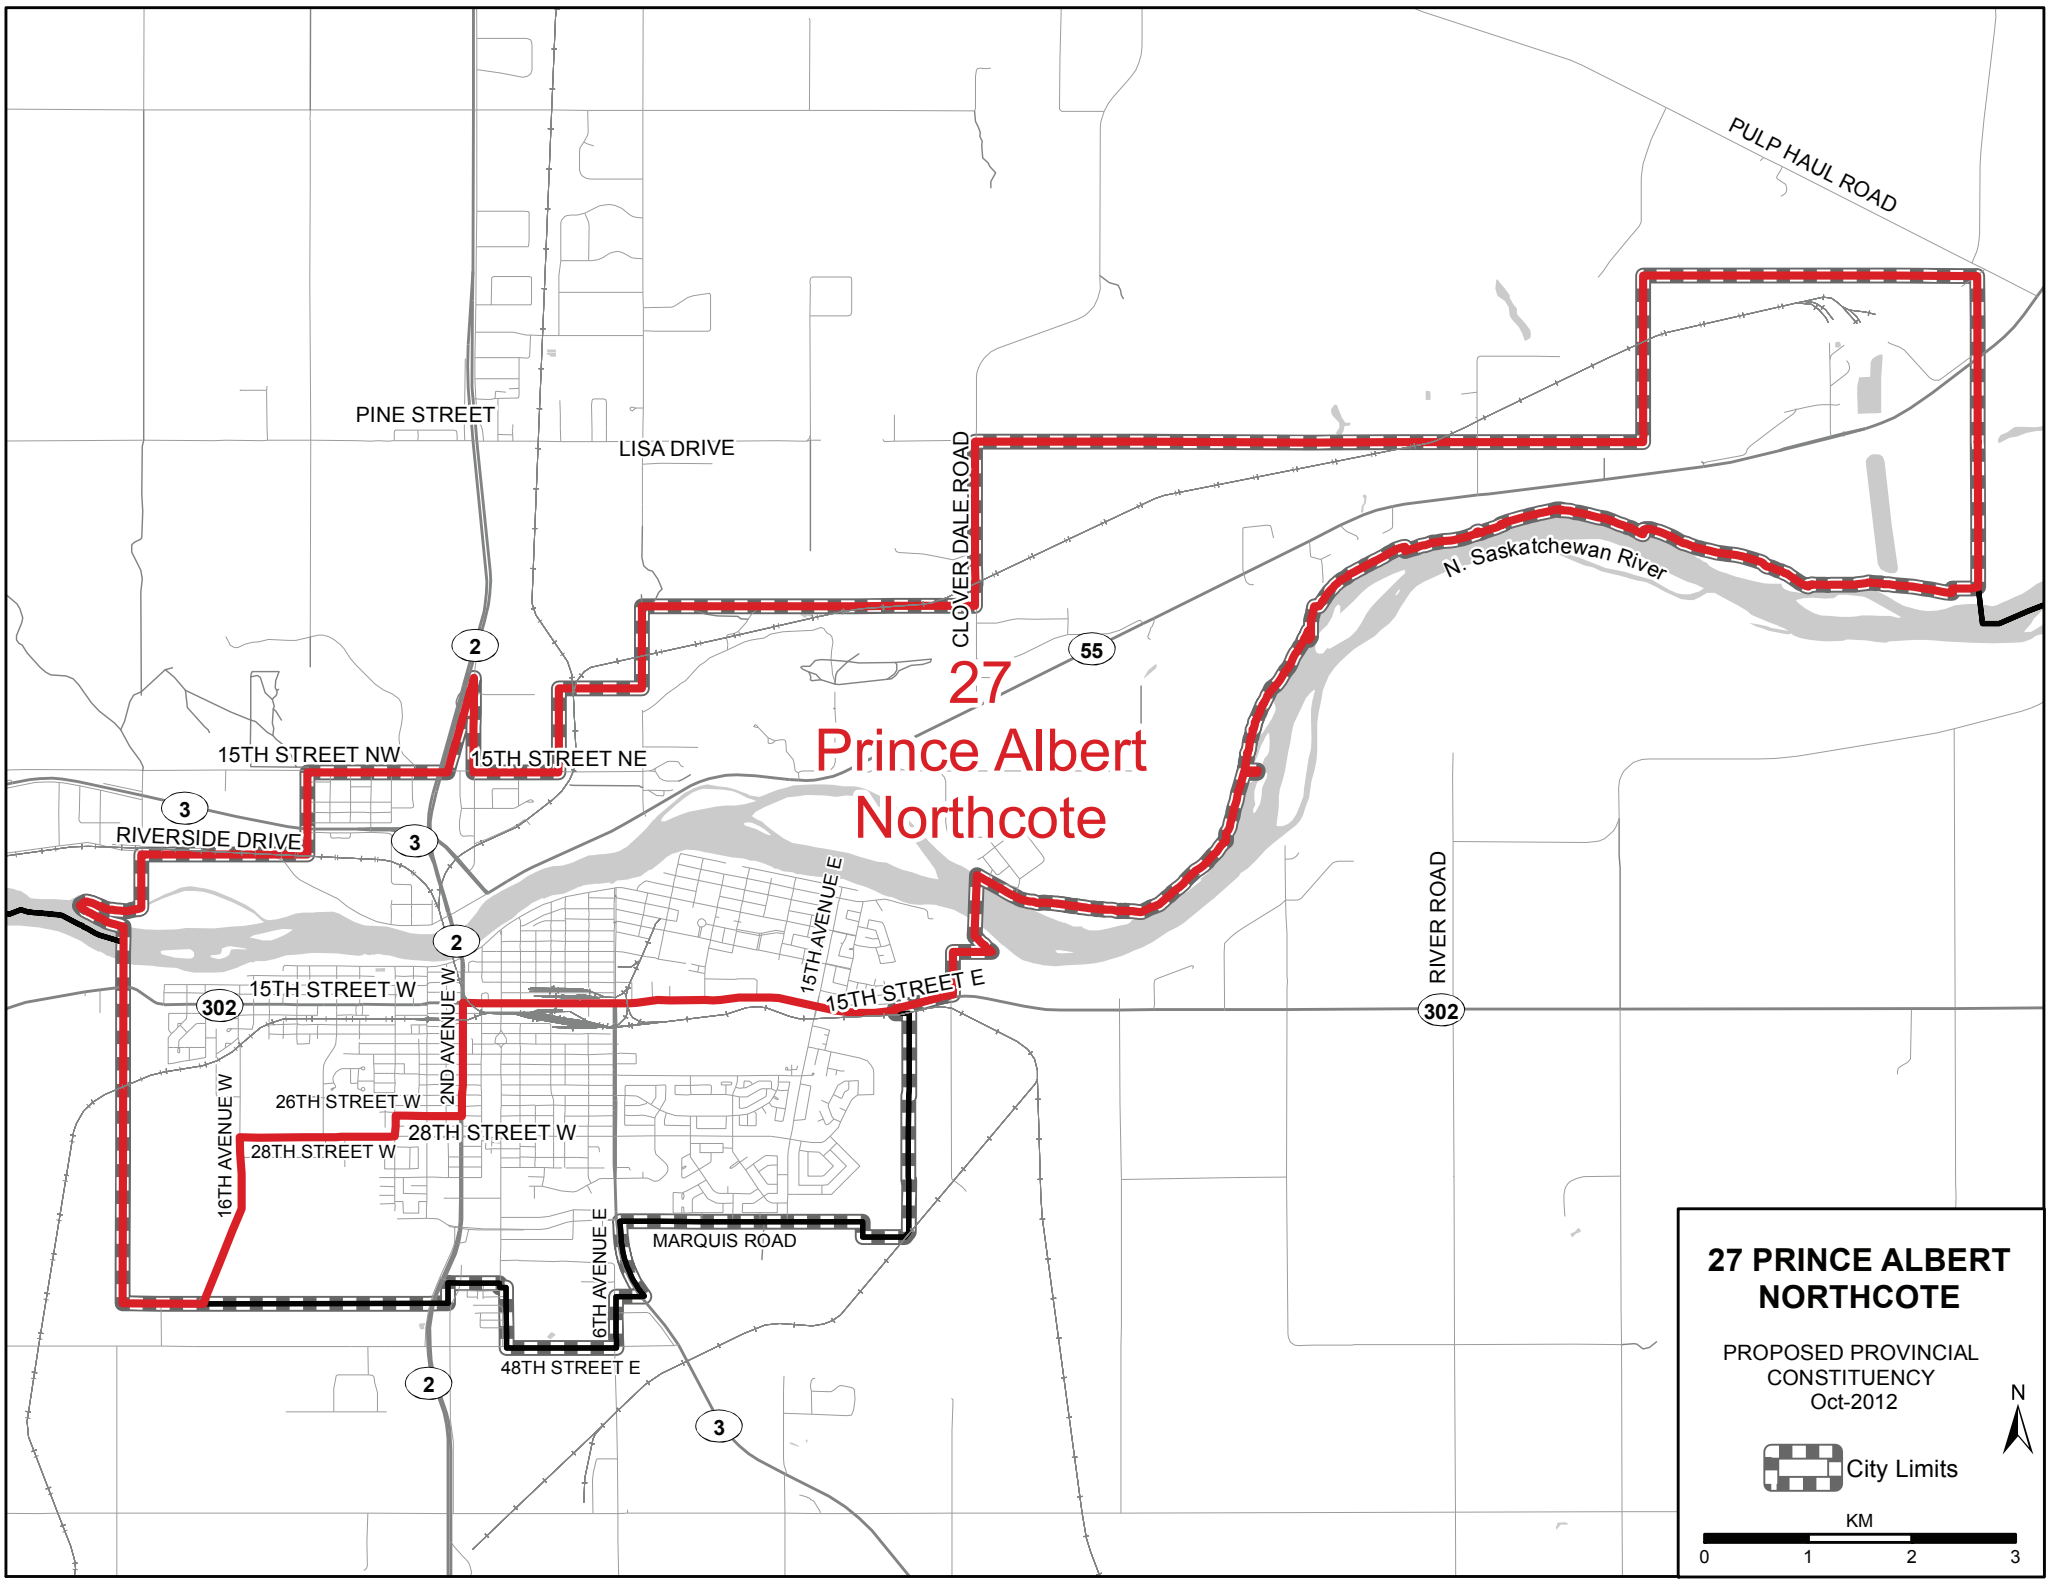 PULP HAUL ROAD
PINE STREET
LISA DRIVE
CLOVER DALE ROAD
N. Saskatchewan River
2
55
27
Prince Albert
Northcote
15TH STREET NW
15TH STREET NE
3
RIVERSIDE DRIVE
3
2
15TH AVENUE E
RIVER ROAD
15TH STREET W
302
2ND AVENUE W
15TH STREET E
302
16TH AVENUE W
26TH STREET W
28TH STREET W
28TH STREET W
6TH AVENUE E
MARQUIS ROAD
48TH STREET E
2
3
27 PRINCE ALBERT
NORTHCOTE
PROPOSED PROVINCIAL
CONSTITUENCY
Oct-2012
N
City Limits
KM
0 1 2 3